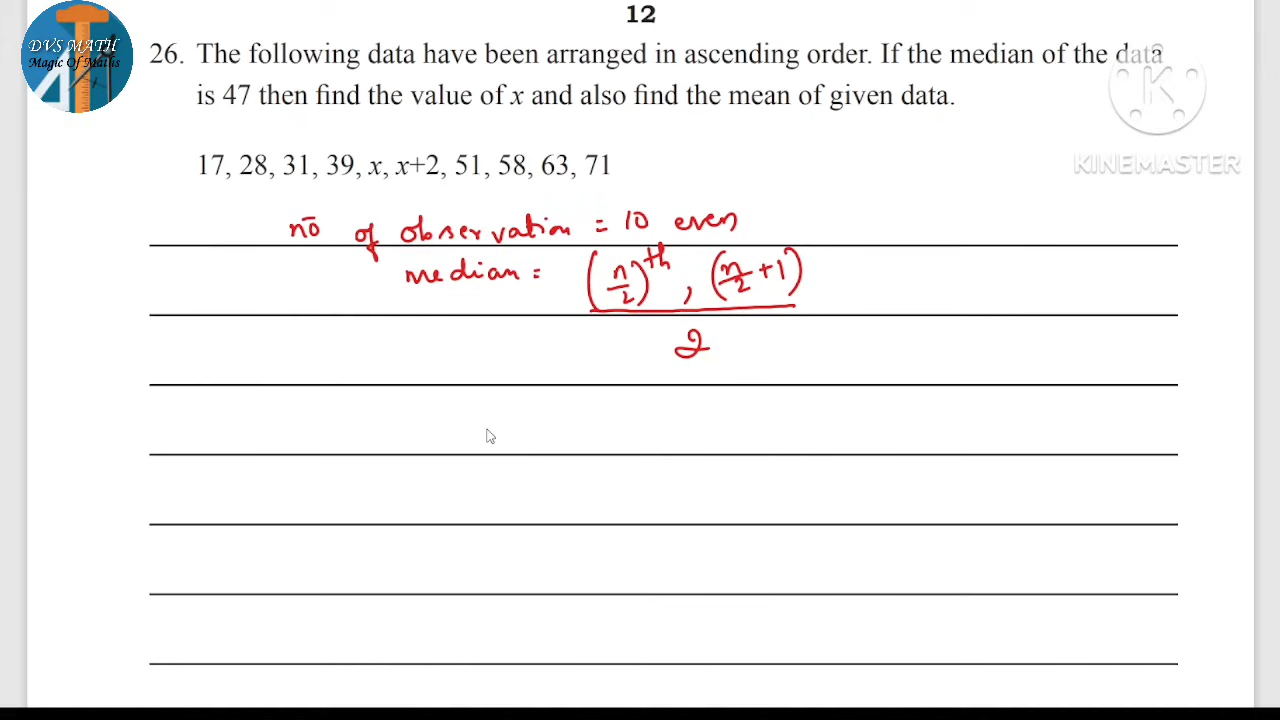 12
DVS MATH
Magic Of Maths
26. The following data have been arranged in ascending order. If the median of the data
is 47 then find the value of x and also find the mean of given data.
K
KINEMASTER
17, 28, 31, 39, x, x+2, 51, 58, 63, 71
no of observation = 10 even
median = (n/2)th , (n/2 + 1)
2